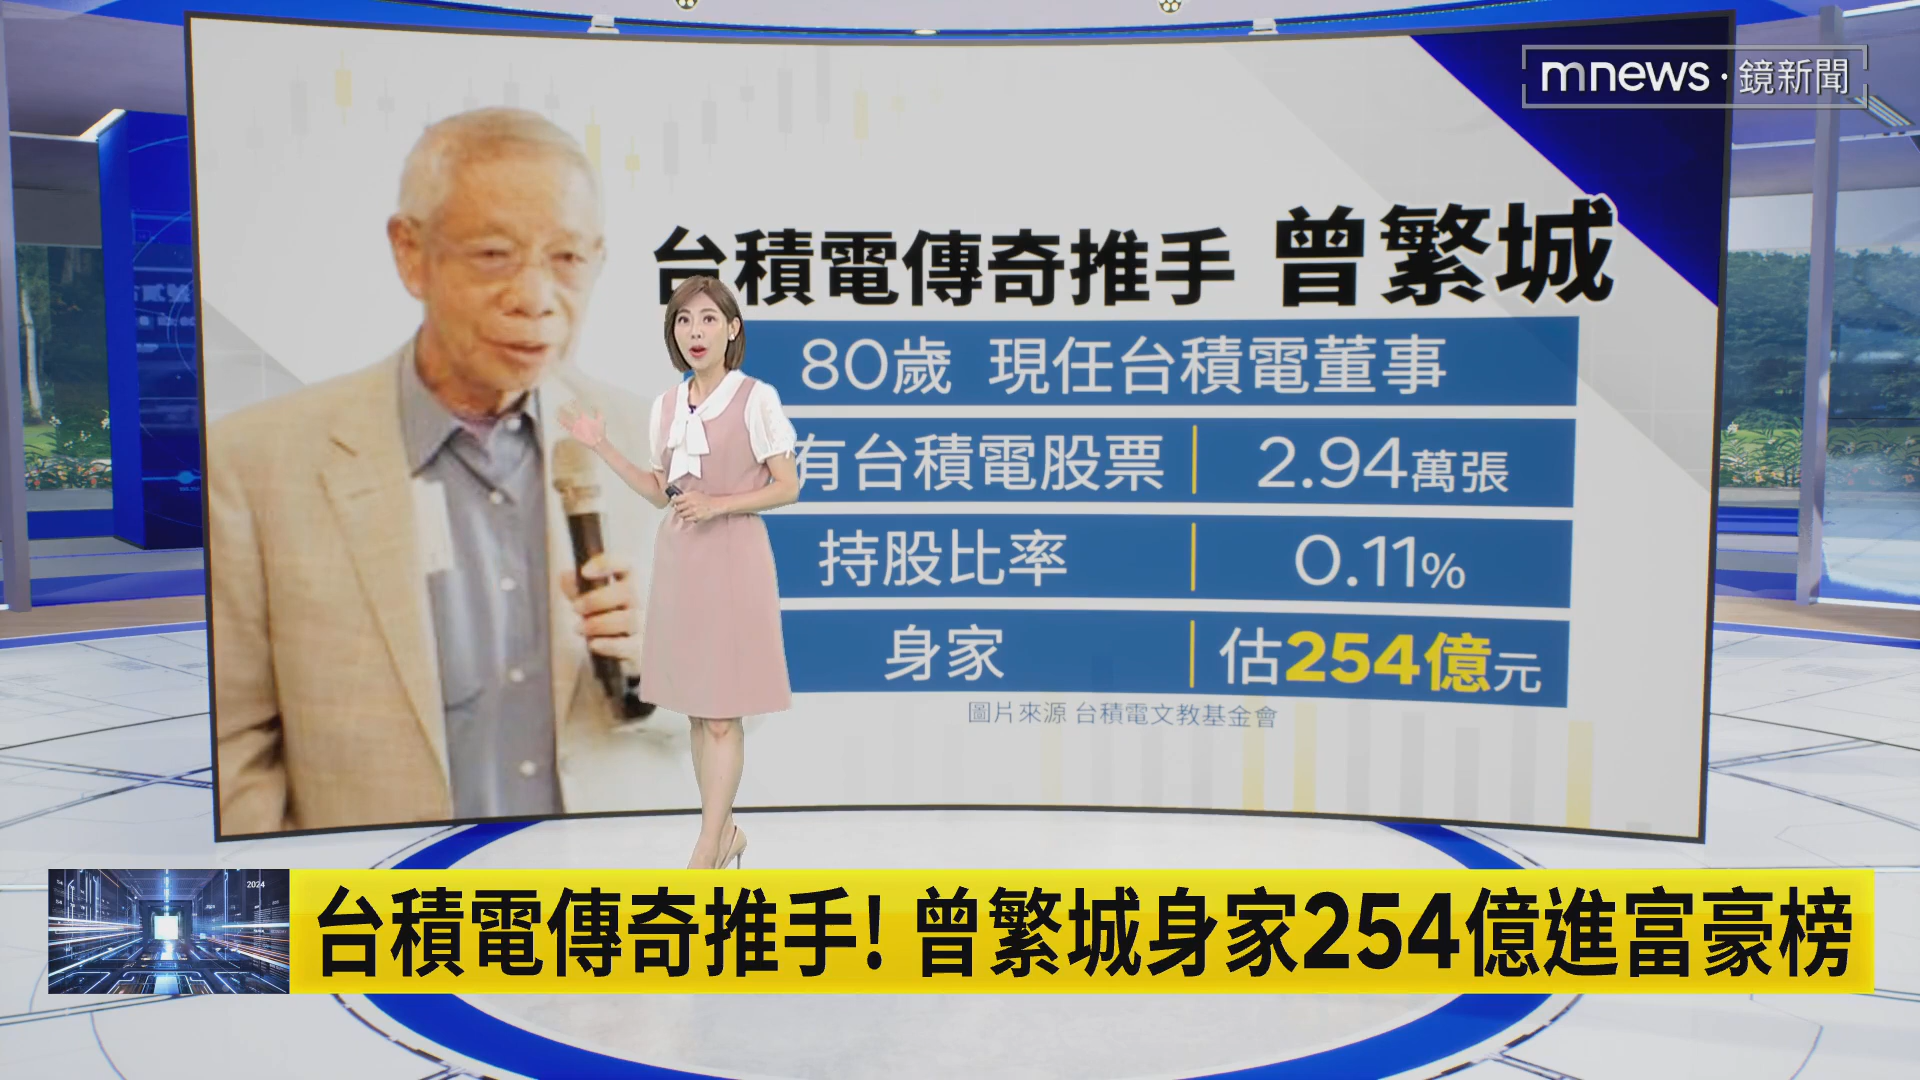 mnews·鏡新聞
台積電傳奇推手 曾繁城
80歲 現任台積電董事
有台積電股票 2.94萬張
持股比率 0.11%
身家 估254億元
圖片來源 台積電文教基金會
2024
台積電傳奇推手! 曾繁城身家254億進富豪榜